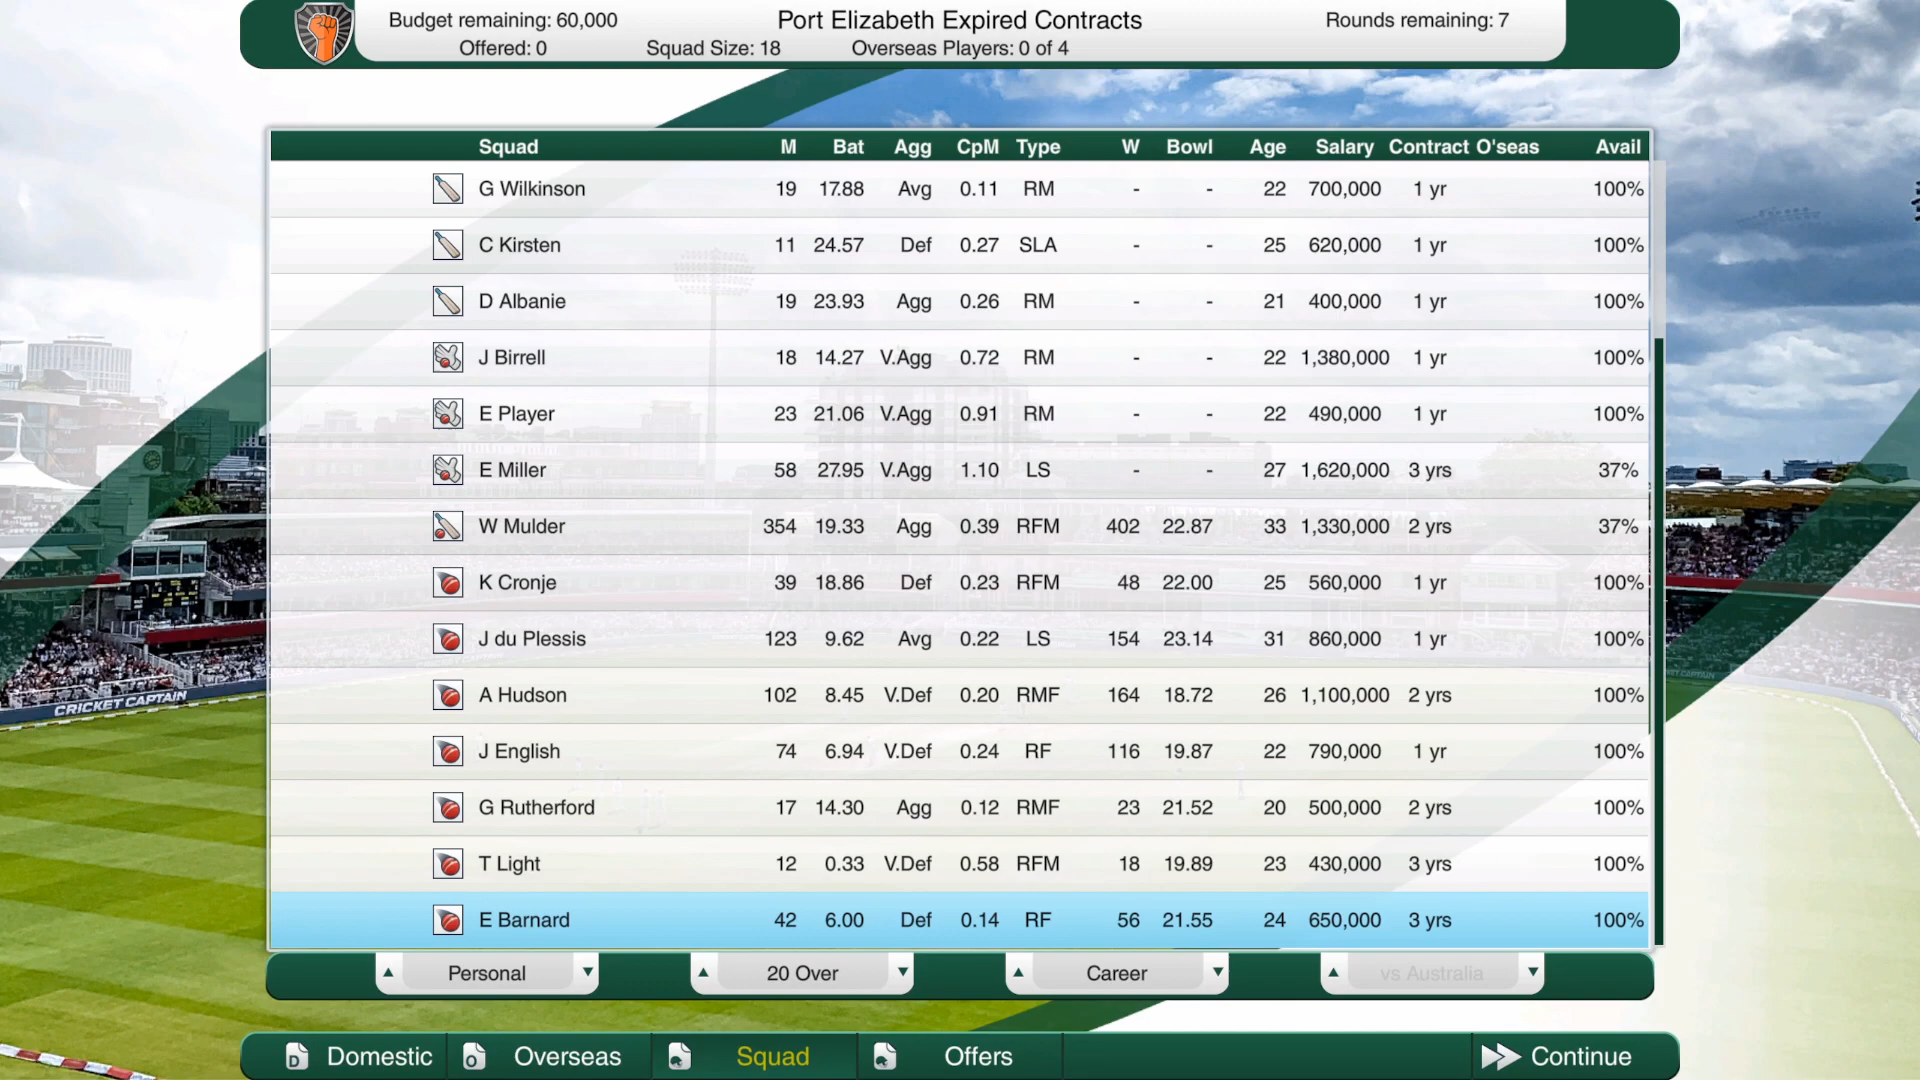 Budget remaining: 60,000 Port Elizabeth Expired Contracts Rounds remaining: 7
Offered: 0 Squad Size: 18 Overseas Players: 0 of 4
Squad M Bat Agg CpM Type W Bowl Age Salary Contract O'seas Avail
G Wilkinson 19 17.88 Avg 0.11 RM - - 22 700,000 1 yr 100%
C Kirsten 11 24.57 Def 0.27 SLA - - 25 620,000 1 yr 100%
D Albanie 19 23.93 Agg 0.26 RM - - 21 400,000 1 yr 100%
J Birrell 18 14.27 V.Agg 0.72 RM - - 22 1,380,000 1 yr 100%
E Player 23 21.06 V.Agg 0.91 RM - - 22 490,000 1 yr 100%
E Miller 58 27.95 V.Agg 1.10 LS - - 27 1,620,000 3 yrs 37%
W Mulder 354 19.33 Agg 0.39 RFM 402 22.87 33 1,330,000 2 yrs 37%
K Cronje 39 18.86 Def 0.23 RFM 48 22.00 25 560,000 1 yr 100%
J du Plessis 123 9.62 Avg 0.22 LS 154 23.14 31 860,000 1 yr 100%
A Hudson 102 8.45 V.Def 0.20 RMF 164 18.72 26 1,100,000 2 yrs 100%
J English 74 6.94 V.Def 0.24 RF 116 19.87 22 790,000 1 yr 100%
G Rutherford 17 14.30 Agg 0.12 RMF 23 21.52 20 500,000 2 yrs 100%
T Light 12 0.33 V.Def 0.58 RFM 18 19.89 23 430,000 3 yrs 100%
E Barnard 42 6.00 Def 0.14 RF 56 21.55 24 650,000 3 yrs 100%
CRICKET CAPTAIN
Personal 20 Over Career vs Australia
D Domestic O Overseas Squad Offers Continue